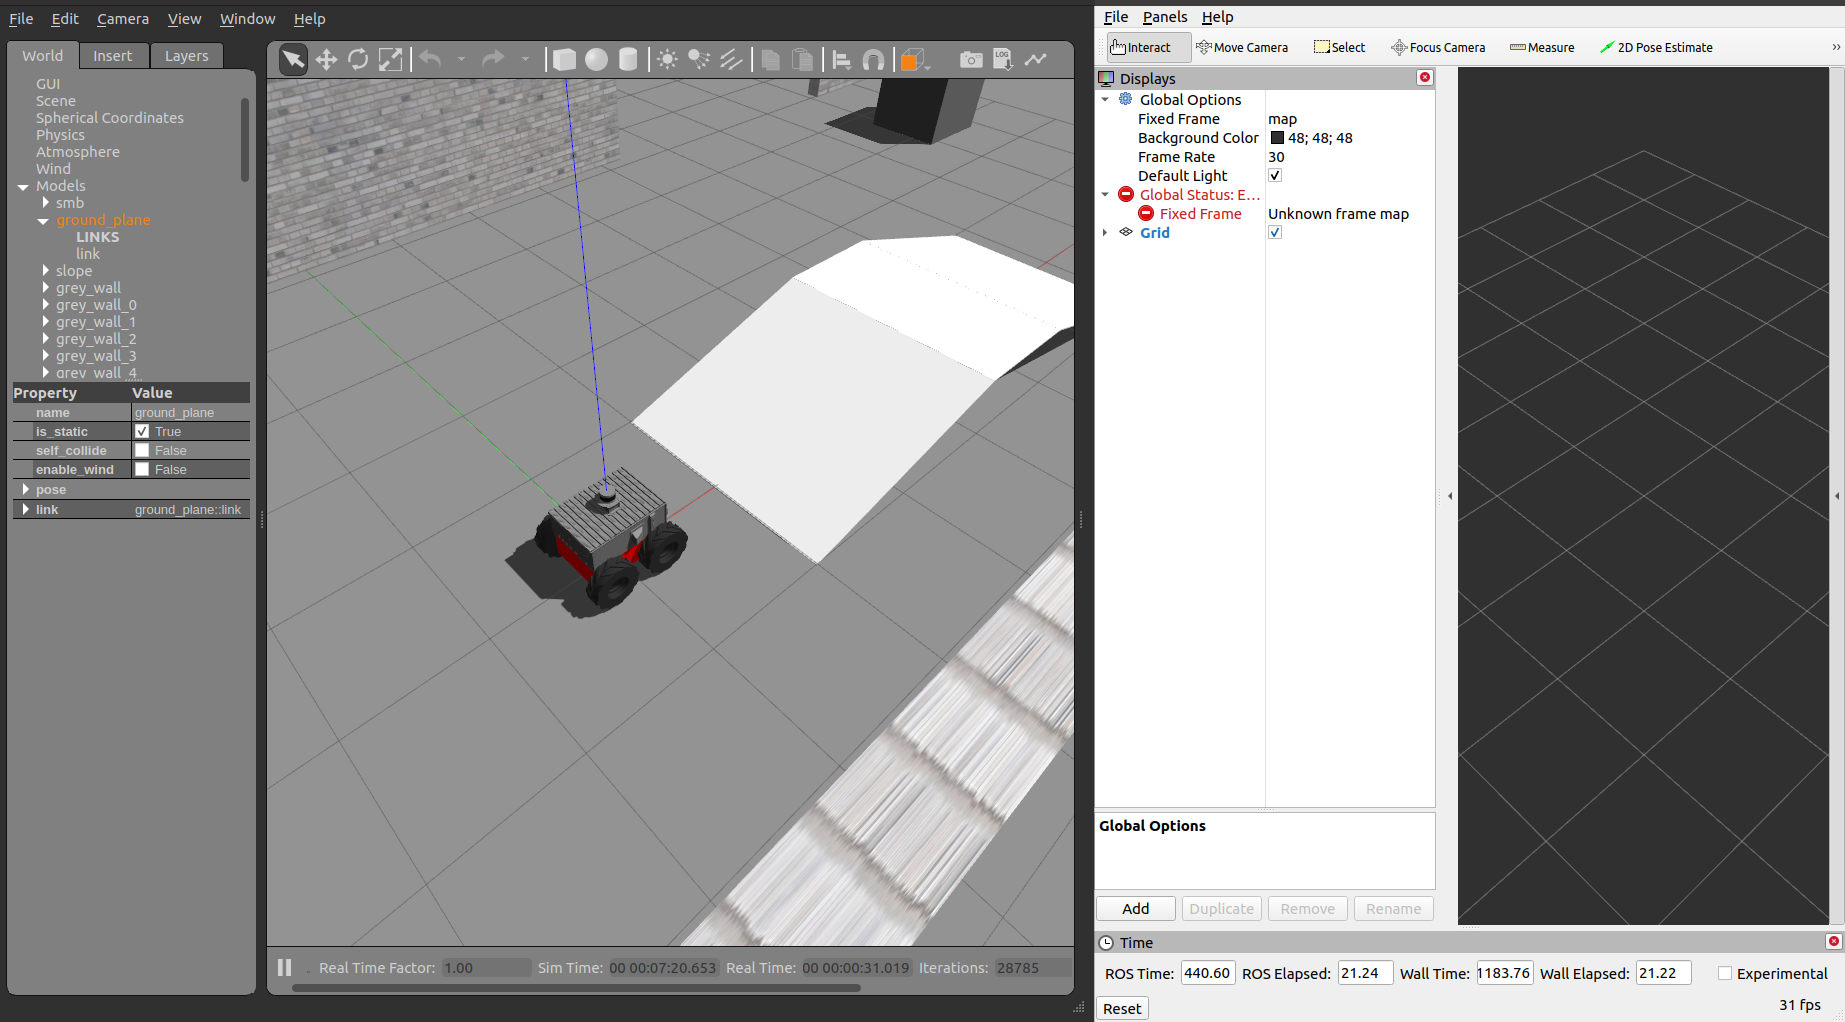 File Edit Camera View Window Help
World Insert Layers
GUI
Scene
Spherical Coordinates
Physics
Atmosphere
Wind
Models
smb
ground_plane
LINKS
link
slope
grey_wall
grey_wall_0
grey_wall_1
grey_wall_2
grey_wall_3
grey_wall_4
Property Value
name ground_plane
is_static True
self_collide False
enable_wind False
pose
link ground_plane::link
LOG
Real Time Factor: 1.00 Sim Time: 00 00:07:20.653 Real Time: 00 00:00:31.019 Iterations: 28785
File Panels Help
Interact Move Camera Select Focus Camera Measure 2D Pose Estimate »
Displays
Global Options
Fixed Frame map
Background Color 48; 48; 48
Frame Rate 30
Default Light
Global Status: E...
Fixed Frame Unknown frame map
Grid
Global Options
Add Duplicate Remove Rename
Time
ROS Time: 440.60 ROS Elapsed: 21.24 Wall Time: 1183.76 Wall Elapsed: 21.22 Experimental
Reset 31 fps